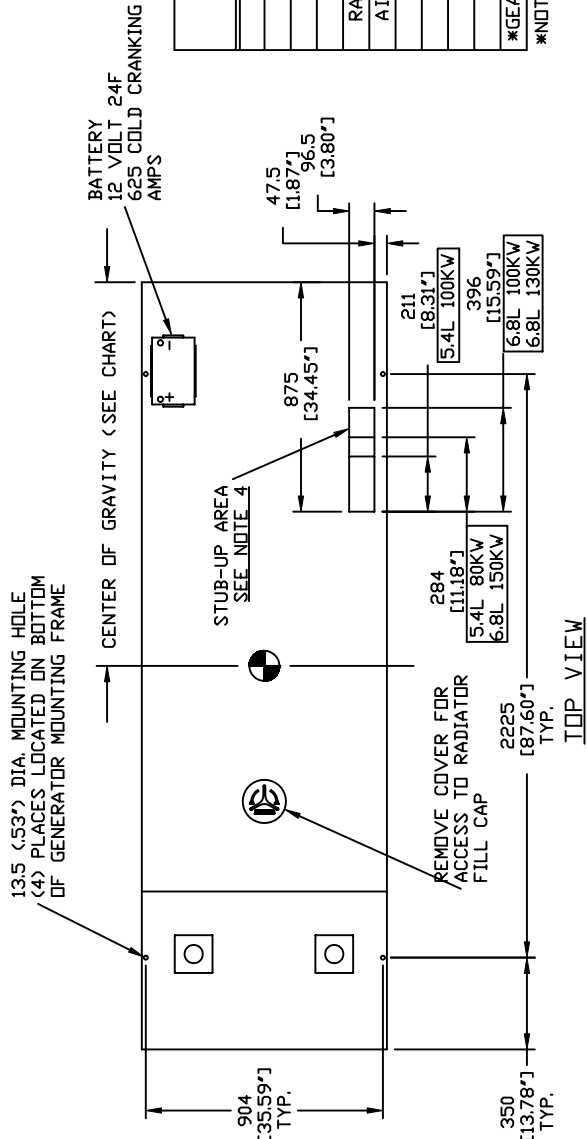 13.5 (.53") DIA. MOUNTING HOLE
(4) PLACES LOCATED ON BOTTOM
OF GENERATOR MOUNTING FRAME
CENTER OF GRAVITY (SEE CHART)
BATTERY
12 VOLT 24F
625 COLD CRANKING
AMPS
+
-
47.5
[1.87"]
96.5
[3.80"]
875
[34.45"]
STUB-UP AREA
SEE NOTE 4
211
[8.31"]
5.4L 100KW
396
[15.59"]
6.8L 100KW
6.8L 130KW
284
[11.18"]
5.4L 80KW
6.8L 150KW
REMOVE COVER FOR
ACCESS TO RADIATOR
FILL CAP
2225
[87.60"]
TYP.
904
[35.59"]
TYP.
350
[13.78"]
TYP.
TOP VIEW
RA
AI
*GEA
*NOT